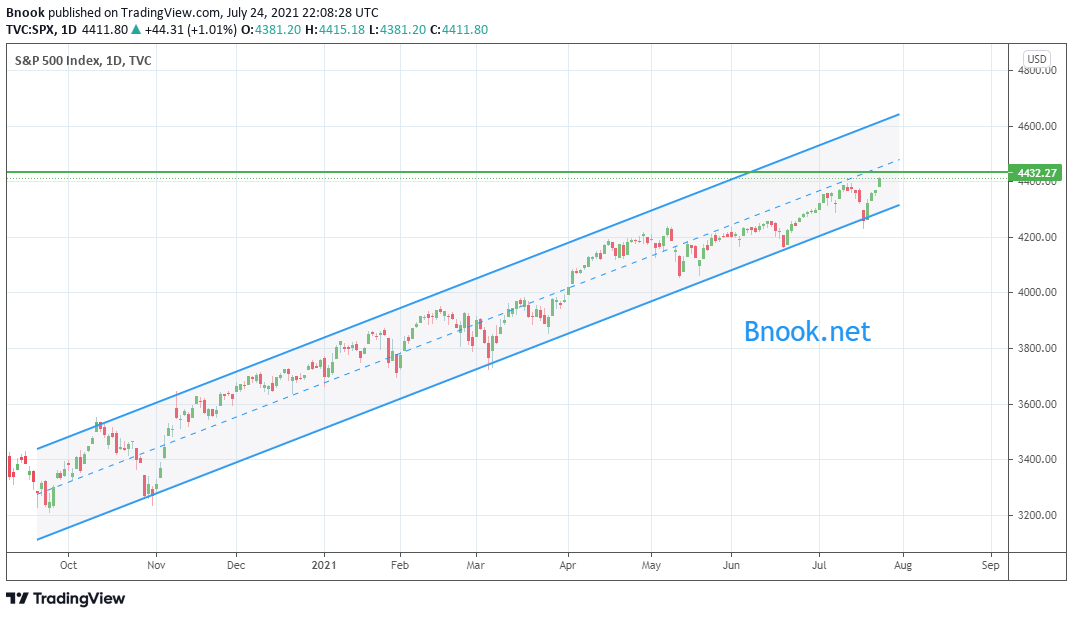 Bnook published on TradingView.com, July 24, 2021 22:08:28 UTC
TVC:SPX, 1D 4411.80 ▲ +44.31 (+1.01%) O:4381.20 H:4415.18 L:4381.20 C:4411.80
S&P 500 Index, 1D, TVC
USD
4800.00
4600.00
4432.27
4400.00
4200.00
4000.00
Bnook.net
3800.00
3600.00
3400.00
3200.00
Oct Nov Dec 2021 Feb Mar Apr May Jun Jul Aug Sep
TradingView